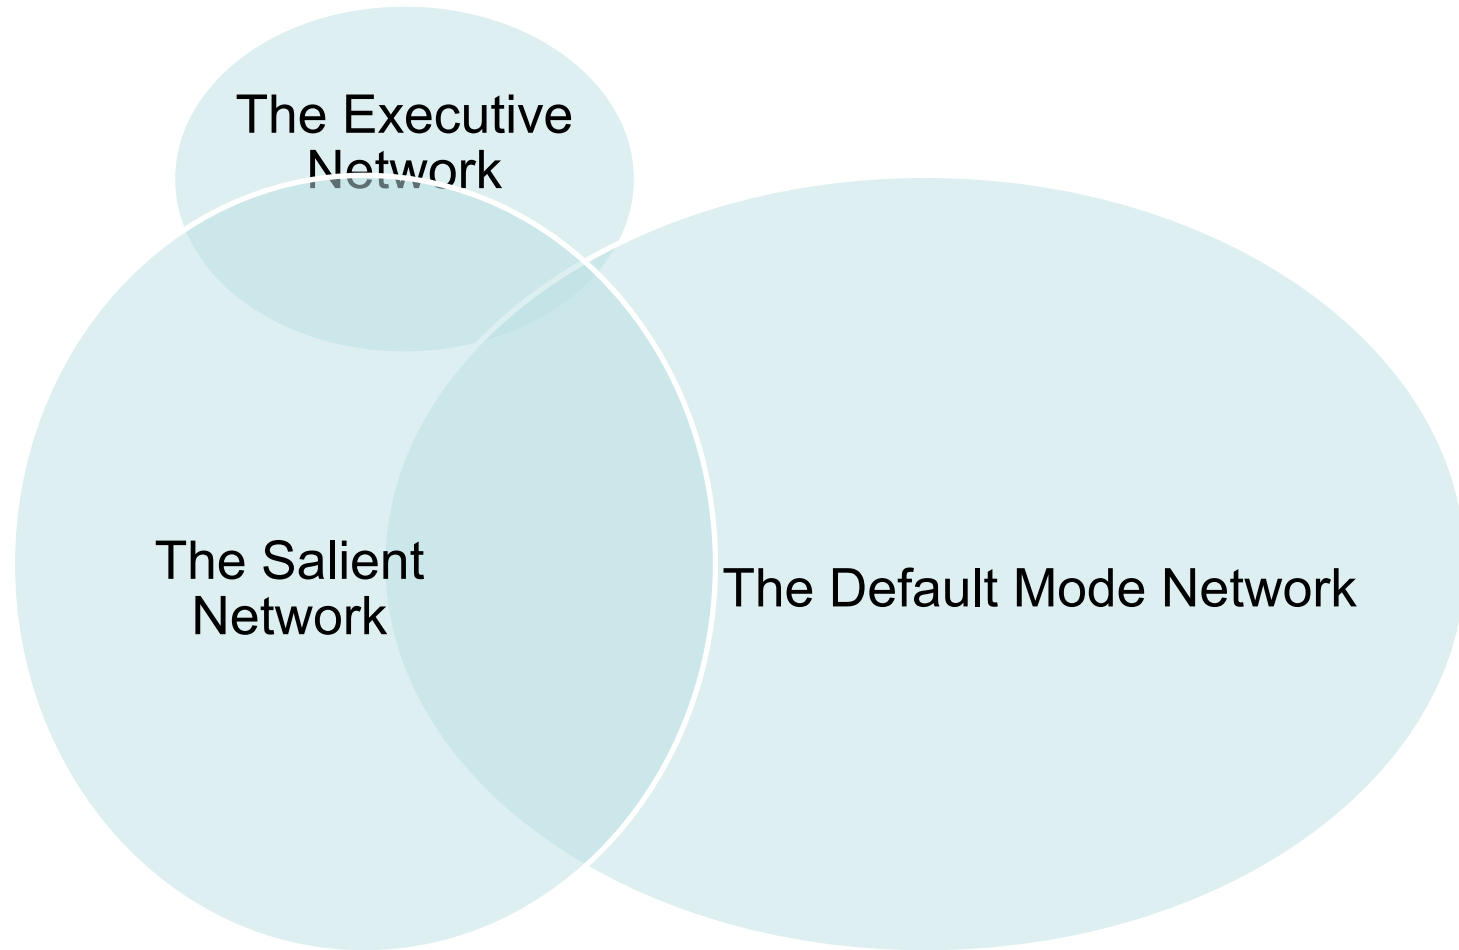 The Executive
Network
The Salient
Network
The Default Mode Network